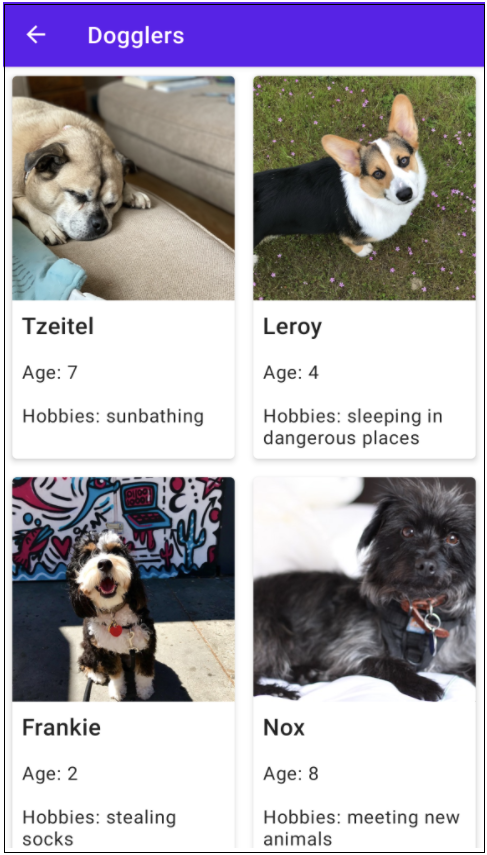 Dogglers
Tzeitel
Age: 7
Hobbies: sunbathing
Leroy
Age: 4
Hobbies: sleeping in
dangerous places
Frankie
Age: 2
Hobbies: stealing
socks
Nox
Age: 8
Hobbies: meeting new
animals